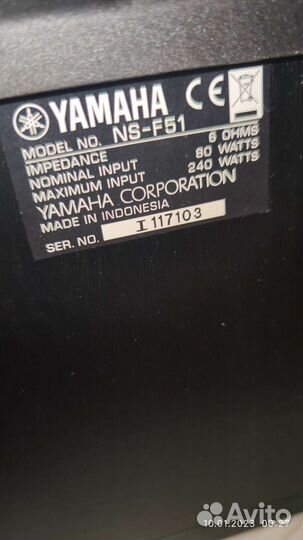 YAMAHA CE
MODEL NO. NS-F51
IMPEDANCE 6 OHMS
NOMINAL INPUT 80 WATTS
MAXIMUM INPUT 240 WATTS
YAMAHA CORPORATION
MADE IN INDONESIA
SER. NO. I117103
Avito
10.01.2023 09:27